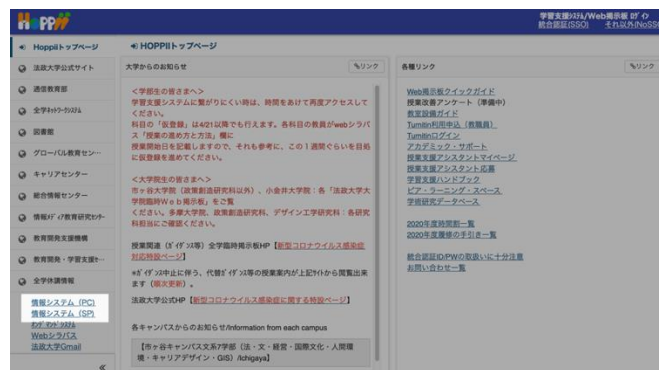 HoPPii
学習支援システム/Web掲示板 ログイン
統合認証(SSO) それ以外(NoSSO
Hoppiiトップページ
HOPPIIトップページ
法政大学公式サイト
通信教育部
全学ネットワークシステム
図書館
グローバル教育セン…
キャリアセンター
総合情報センター
情報メディア教育研究センター
教育開発支援機構
教育開発・学習支援セ…
全学休講情報
情報システム (PC)
情報システム (SP)
オンデマンドシステム
Webシラバス
法政大学Gmail
«
大学からのお知らせ
リンク
<学部生の皆さまへ>
学習支援システムに繋がりにくい時は、時間をあけて再度アクセスして
ください。
科目の「仮登録」は4/21以降でも行えます。各科目の教員がwebシラバ
ス「授業の進め方と方法」欄に
授業開始日を記載しますので、それも参考に、この1週間ぐらいを目処
に仮登録を進めてください。
<大学院生の皆さまへ>
市ヶ谷大学院(政策創造研究科以外)、小金井大学院:各「法政大学大
学院臨時Web掲示板」をご覧
ください。多摩大学院、政策創造研究科、デザイン工学研究科:各研究
科担当にご確認ください。
授業関連(ガイダンス等)全学臨時掲示板HP【新型コロナウイルス感染症
対応特設ページ】
※ガイダンス中止に伴う、代替ガイダンス等の授業案内が上記サイトから閲覧出来
ます(順次更新)。
法政大学公式HP【新型コロナウイルス感染症に関する特設ページ】
各キャンパスからのお知らせ/Information from each campus
【市ヶ谷キャンパス文系7学部(法・文・経営・国際文化・人間環
境・キャリアデザイン・GIS) /Ichigaya】
各種リンク
リンク
Web掲示板クイックガイド
授業改善アンケート(準備中)
教室設備ガイド
Turnitin利用申込(教職員)
Turnitinログイン
アカデミック・サポート
授業支援アシスタントマイページ
授業支援アシスタント応募
学習支援ハンドブック
ピア・ラーニング・スペース
学術研究データベース
2020年度時間割一覧
2020年度履修の手引き一覧
統合認証ID/PWの取扱いに十分注意
お問い合わせ一覧